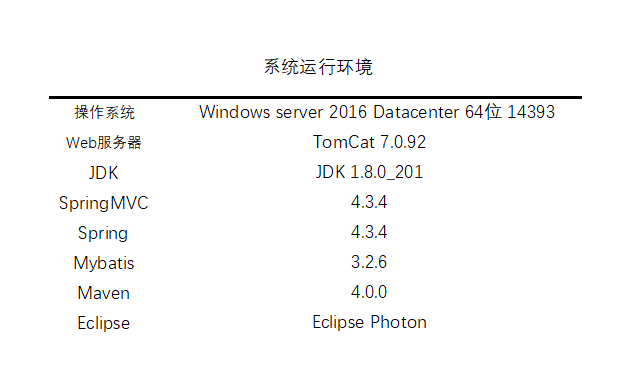 系统运行环境
操作系统 Windows server 2016 Datacenter 64位 14393
Web服务器 TomCat 7.0.92
JDK JDK 1.8.0_201
SpringMVC 4.3.4
Spring 4.3.4
Mybatis 3.2.6
Maven 4.0.0
Eclipse Eclipse Photon